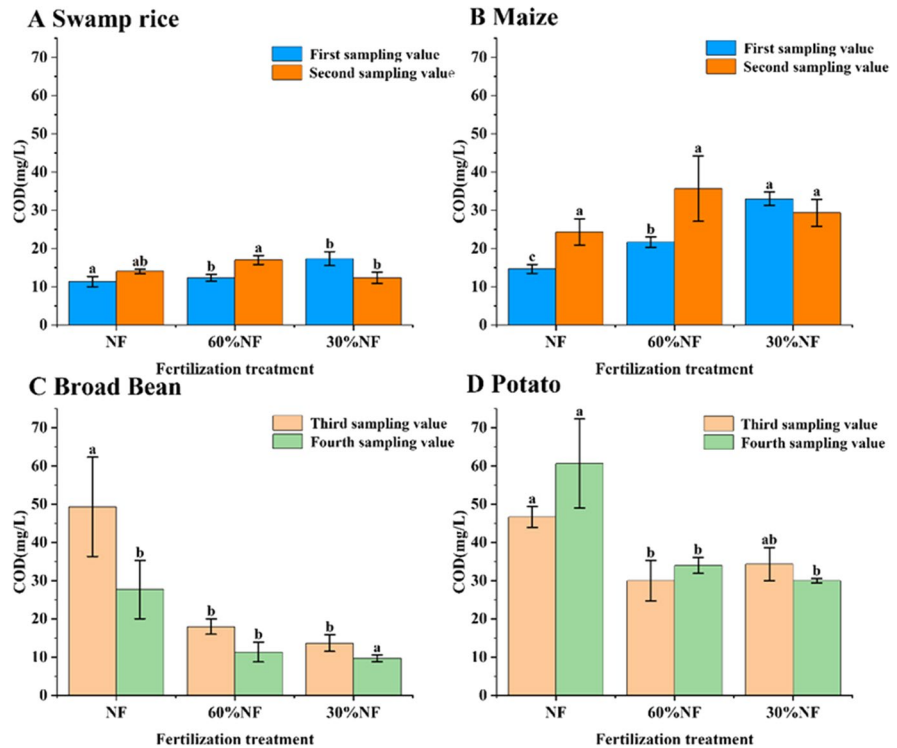 A Swamp rice
First sampling value
Second sampling value
COD(mg/L)
70
60
50
40
30
20
10
0
a
ab
b
a
b
b
NF
60%NF
30%NF
Fertilization treatment
B Maize
First sampling value
Second sampling value
COD(mg/L)
70
60
50
40
30
20
10
0
c
a
b
a
a
a
NF
60%NF
30%NF
Fertilization treatment
C Broad Bean
Third sampling value
Fourth sampling value
COD(mg/L)
70
60
50
40
30
20
10
0
a
b
b
b
b
a
NF
60%NF
30%NF
Fertilization treatment
D Potato
Third sampling value
Fourth sampling value
COD(mg/L)
70
60
50
40
30
20
10
0
a
a
b
b
ab
b
NF
60%NF
30%NF
Fertilization treatment